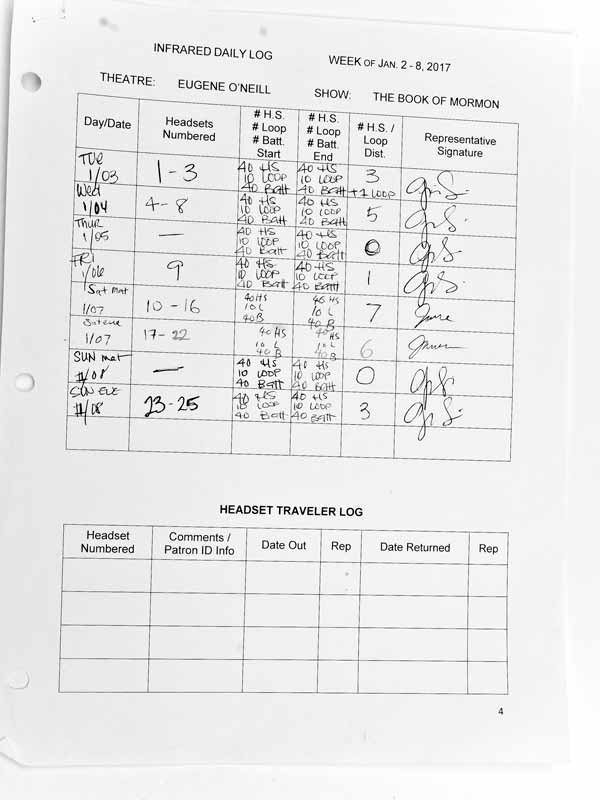 INFRARED DAILY LOG
WEEK OF JAN. 2 - 8, 2017
THEATRE: EUGENE O'NEILL SHOW: THE BOOK OF MORMON
Day/Date
Headsets
Numbered
# H.S.
# Loop
# Batt.
Start
# H.S.
# Loop
# Batt.
End
# H.S. /
Loop
Dist.
Representative
Signature
TUE
1/03
1-3
40 HS
10 LOOP
40 BAtt
40 HS
10 LOOP
40 BAtt
3
+1 LOOP
Wed
1/04
4-8
40 HS
10 LOOP
40 BAtt
40 HS
10 LOOP
40 BAtt
5
THUR
1/05
—
40 HS
10 LOOP
40 BAtt
40 HS
10 LOOP
40 BAtt
0
FRI
1/06
9
40 HS
10 LOOP
40 BAtt
40 HS
10 LOOP
40 BAtt
1
Sat mat
1/07
10-16
40 HS
10 L
40 B
40 HS
10 L
40 B
7
Sat eve
1/07
17-22
40 HS
10 L
40 B
40 HS
10 L
40 B
6
SUN mat
1/08
—
40 HS
10 LOOP
40 BAtt
40 HS
10 LOOP
40 BAtt
0
SUN EVE
1/08
23-25
40 HS
10 LOOP
40 BAtt
40 HS
10 LOOP
40 BAtt
3
HEADSET TRAVELER LOG
Headset
Numbered
Comments /
Patron ID Info
Date Out
Rep
Date Returned
Rep
4